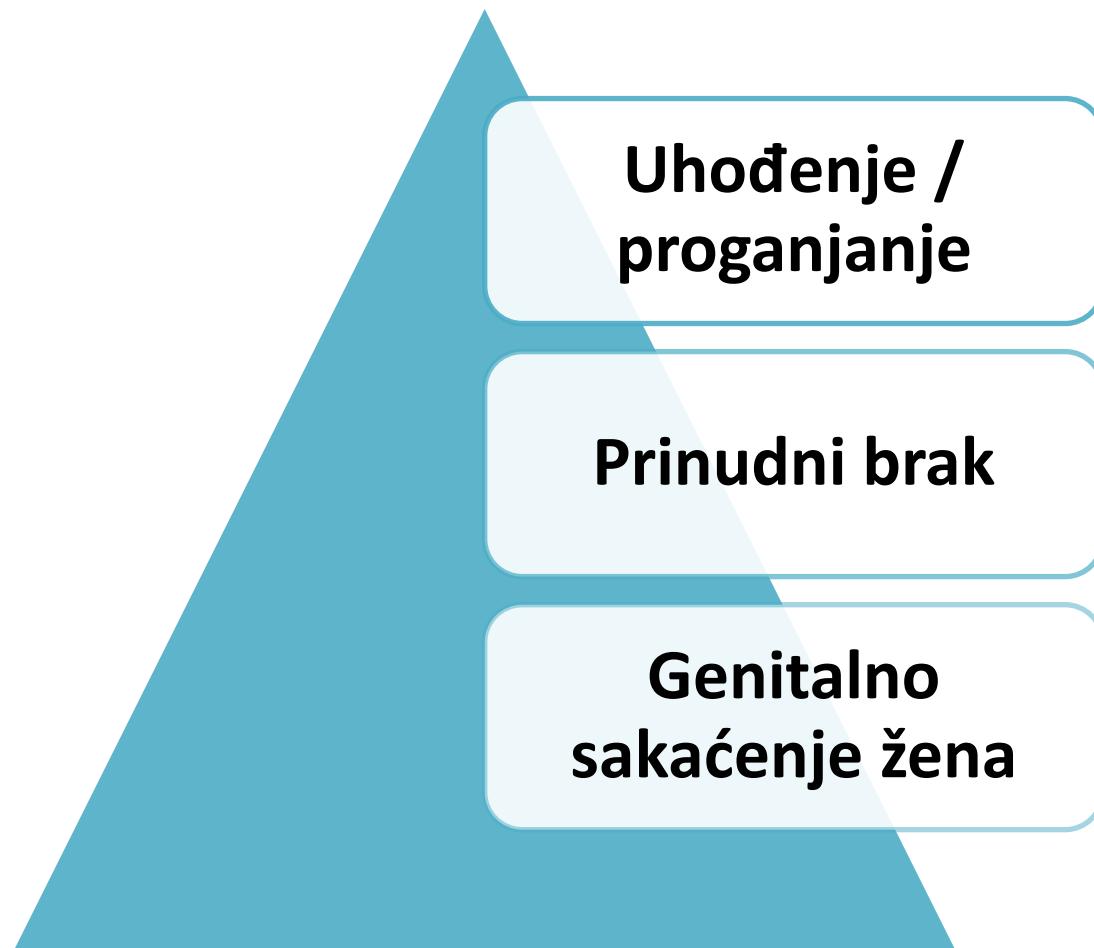 Uhođenje /
proganjanje
Prinudni brak
Genitalno
sakaćenje žena